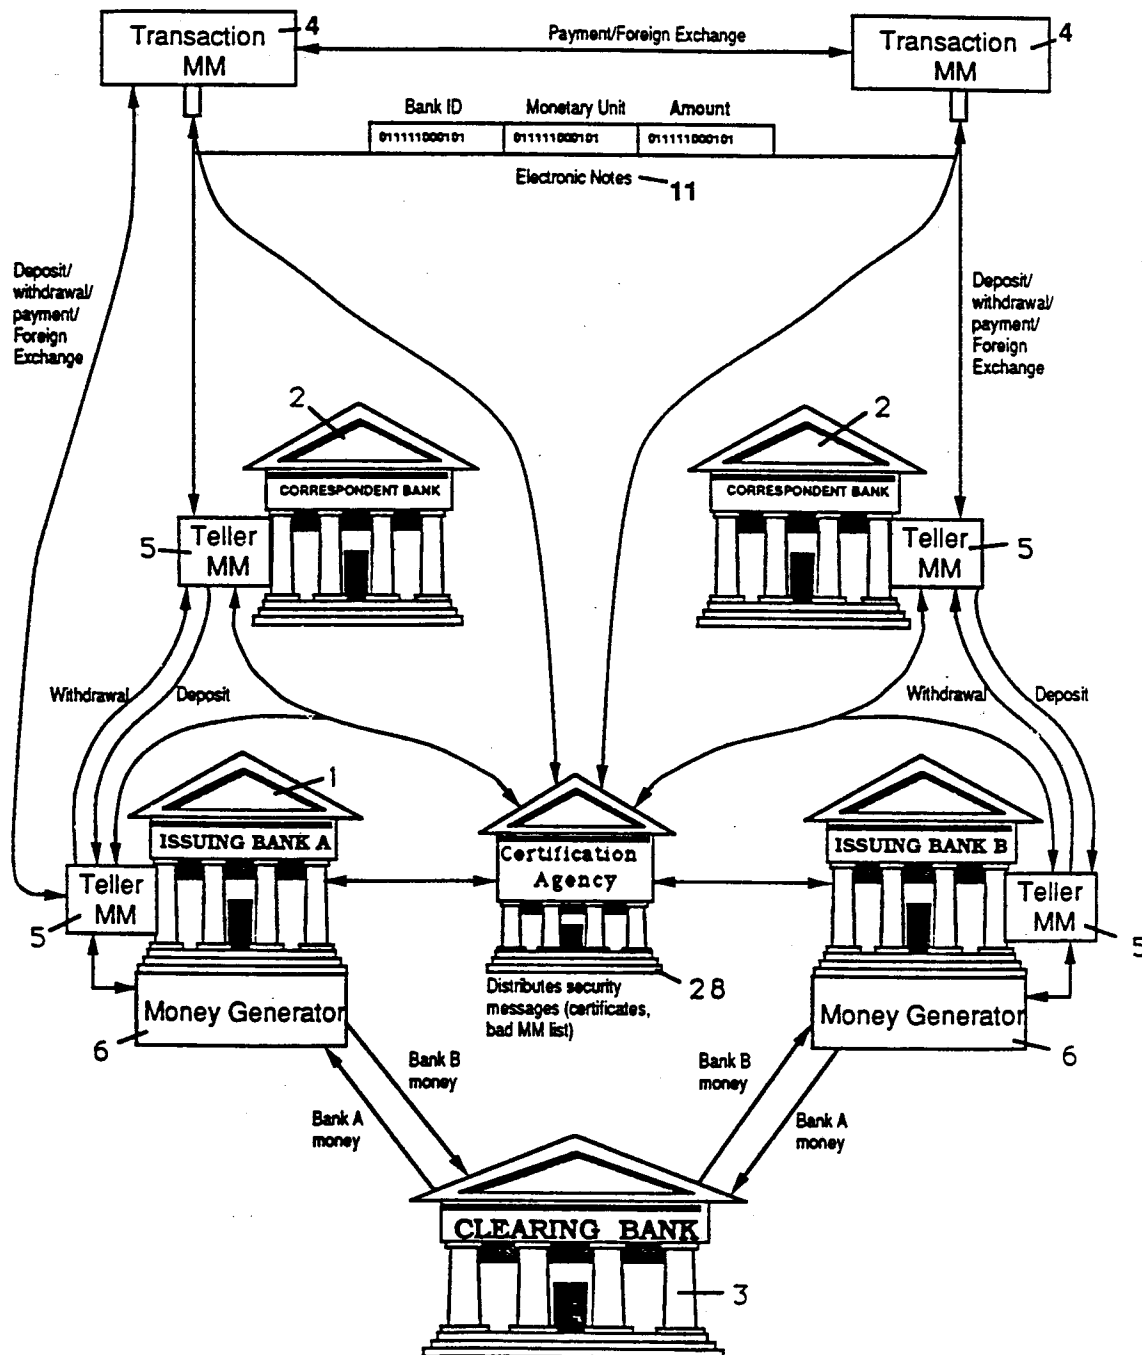 Transaction
MM
4
Payment/Foreign Exchange
Transaction
MM
4
Bank ID
Monetary Unit
Amount
011111000101
011111000101
011111000101
Electronic Notes
11
Deposit/
withdrawal/
payment/
Foreign
Exchange
Deposit/
withdrawal/
payment/
Foreign
Exchange
2
CORRESPONDENT BANK
2
CORRESPONDENT BANK
5
Teller
MM
Teller
MM
5
Withdrawal
Deposit
Withdrawal
Deposit
1
ISSUING BANK A
Teller
MM
5
Certification
Agency
ISSUING BANK B
Teller
MM
5
28
Distributes security
messages (certificates,
bad MM list)
Money Generator
6
Money Generator
6
Bank B
money
Bank A
money
Bank B
money
Bank A
money
CLEARING BANK
3